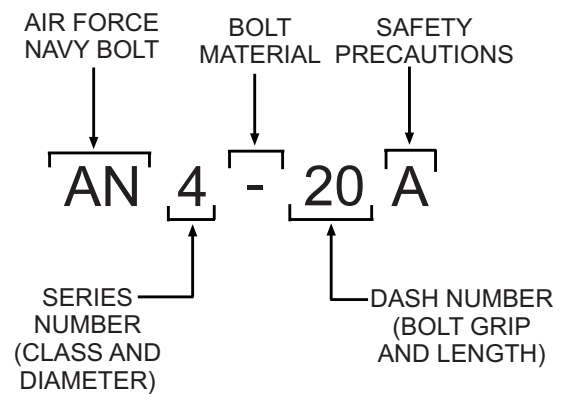 AIR FORCE
NAVY BOLT
BOLT
MATERIAL
SAFETY
PRECAUTIONS
AN 4 - 20 A
SERIES
NUMBER
(CLASS AND
DIAMETER)
DASH NUMBER
(BOLT GRIP
AND LENGTH)